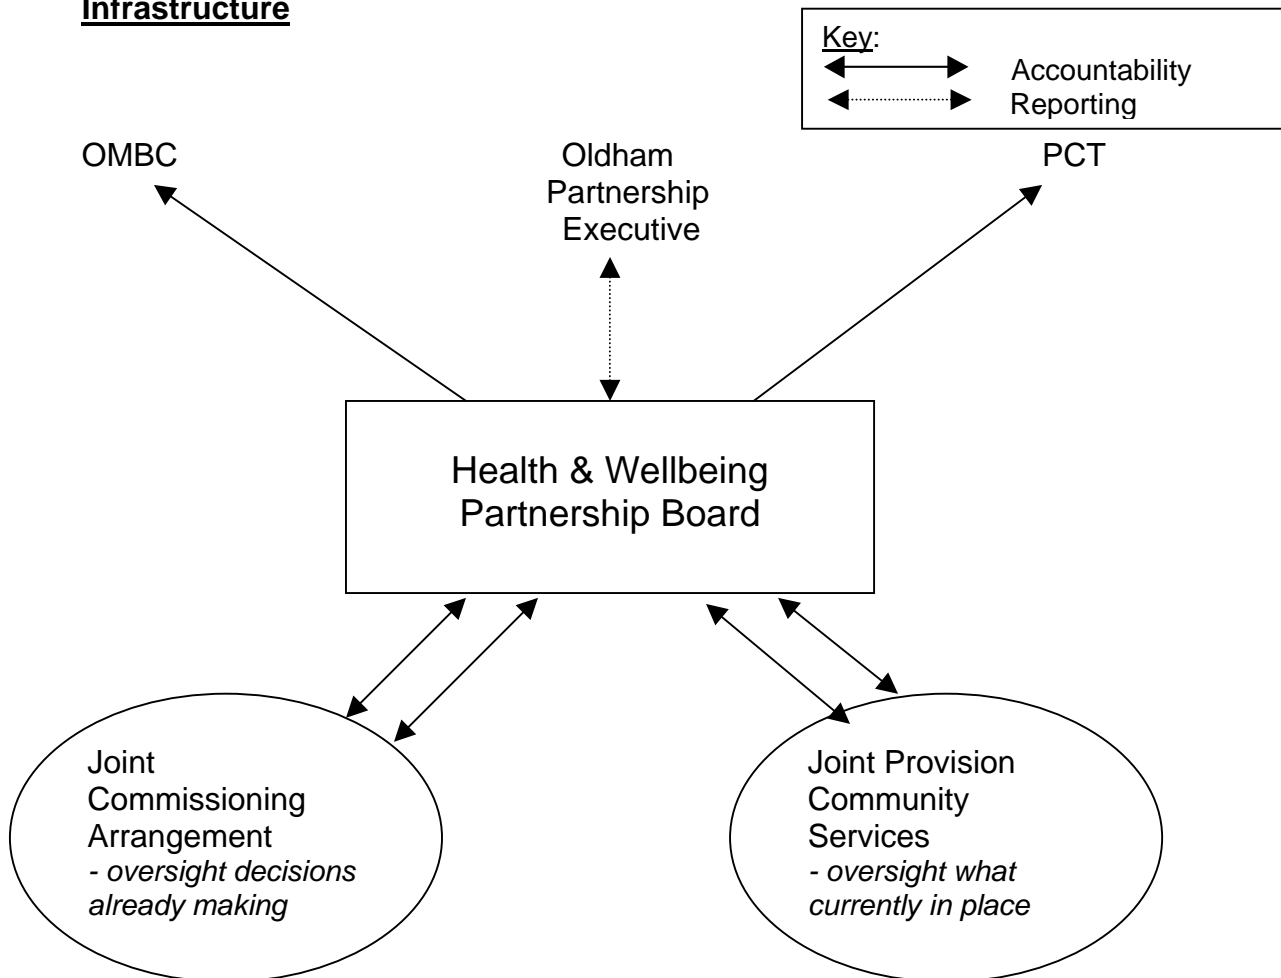 Infrastructure
Key:
Accountability
Reporting
OMBC
Oldham
Partnership
Executive
PCT
Health & Wellbeing
Partnership Board
Joint
Commissioning
Arrangement
- oversight decisions
already making
Joint Provision
Community
Services
- oversight what
currently in place